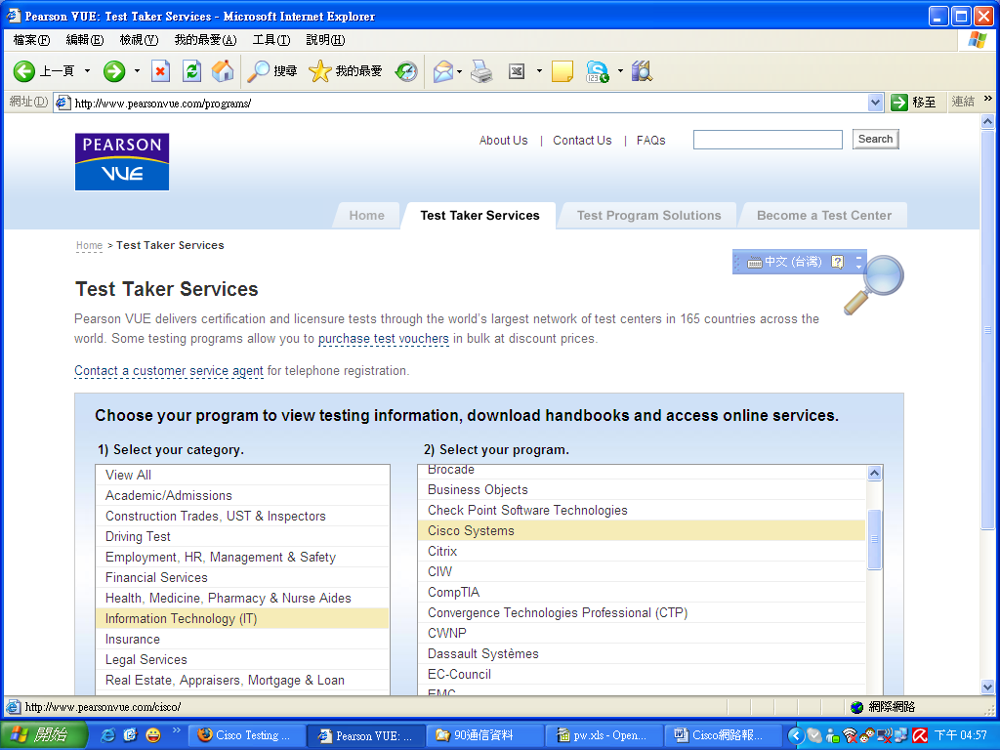 Pearson VUE: Test Taker Services - Microsoft Internet Explorer
檔案(F) 編輯(E) 檢視(V) 我的最愛(A) 工具(T) 說明(H)
上一頁 搜尋 我的最愛
網址(D) http://www.pearsonvue.com/programs/ 移至 連結 »
PEARSON
VUE
About Us | Contact Us | FAQs Search
Home Test Taker Services Test Program Solutions Become a Test Center
Home > Test Taker Services
中文 (台灣)
Test Taker Services
Pearson VUE delivers certification and licensure tests through the world's largest network of test centers in 165 countries across the
world. Some testing programs allow you to purchase test vouchers in bulk at discount prices.
Contact a customer service agent for telephone registration.
Choose your program to view testing information, download handbooks and access online services.
1) Select your category. 2) Select your program.
Brocade
View All
Business Objects
Academic/Admissions
Check Point Software Technologies
Construction Trades, UST & Inspectors
Cisco Systems
Driving Test
Citrix
Employment, HR, Management & Safety
CIW
Financial Services
CompTIA
Health, Medicine, Pharmacy & Nurse Aides
Convergence Technologies Professional (CTP)
Information Technology (IT)
CWNP
Insurance
Dassault Systèmes
Legal Services
EC-Council
Real Estate, Appraisers, Mortgage & Loan
EMC
http://www.pearsonvue.com/cisco/ 網際網路
開始 » Cisco Testing ... Pearson VUE: ... 90通信資料 pw.xls - Open... Cisco網路報... 下午 04:57